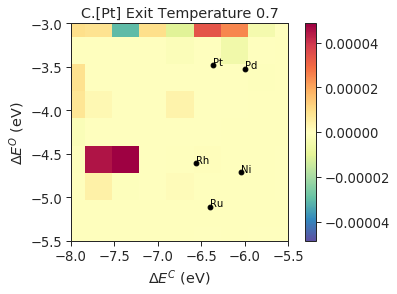 C.[Pt] Exit Temperature 0.7
−3.0
−3.5
−4.0
−4.5
−5.0
−5.5
ΔE^O (eV)
Pt
Pd
Rh
Ni
Ru
−8.0 −7.5 −7.0 −6.5 −6.0 −5.5
ΔE^C (eV)
0.00004
0.00002
0.00000
−0.00002
−0.00004